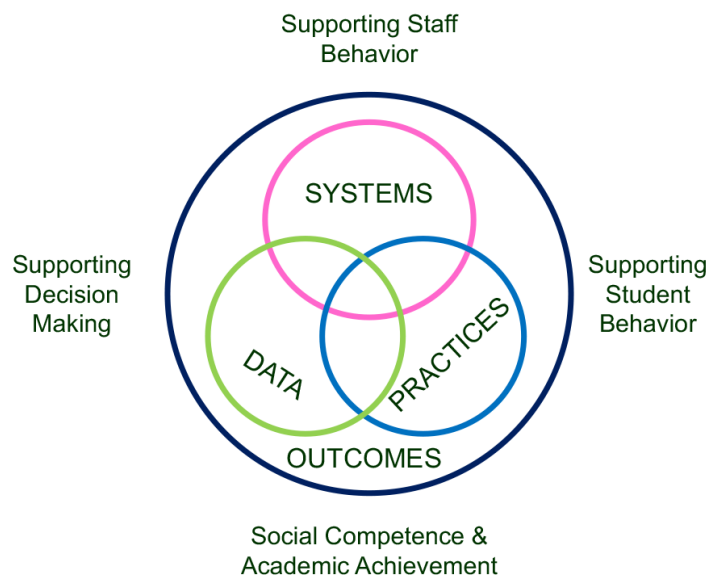 Supporting Staff
Behavior
SYSTEMS
Supporting
Decision
Making
Supporting
Student
Behavior
DATA
PRACTICES
OUTCOMES
Social Competence &
Academic Achievement